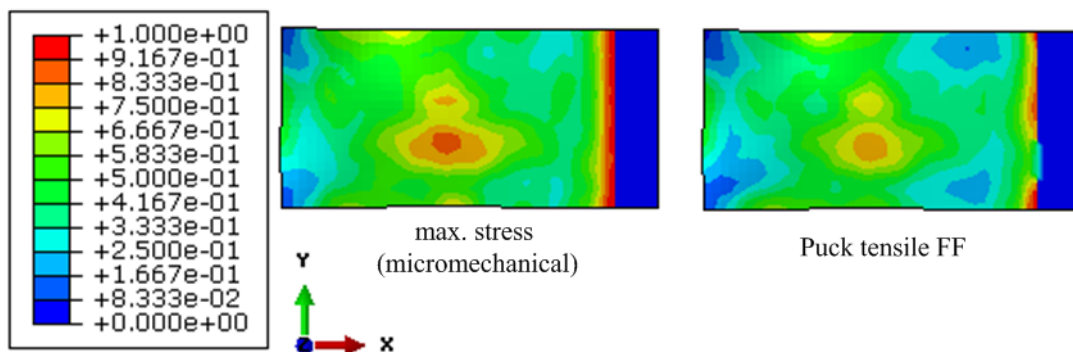 +1.000e+00
+9.167e-01
+8.333e-01
+7.500e-01
+6.667e-01
+5.833e-01
+5.000e-01
+4.167e-01
+3.333e-01
+2.500e-01
+1.667e-01
+8.333e-02
+0.000e+00
max. stress
(micromechanical)
Puck tensile FF
Y
Z
X